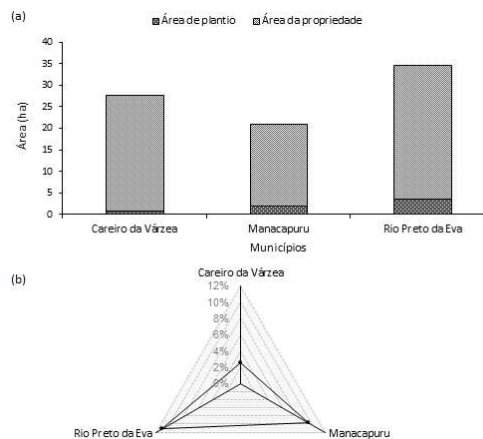 (a)
Área de plantio Área da propriedade
40
35
30
25
20
15
10
5
0
Área (ha)
Careiro da Várzea Manacapuru Rio Preto da Eva
Municípios
(b)
Careiro da Várzea
12%
10%
8%
6%
4%
2%
0%
Rio Preto da Eva Manacapuru